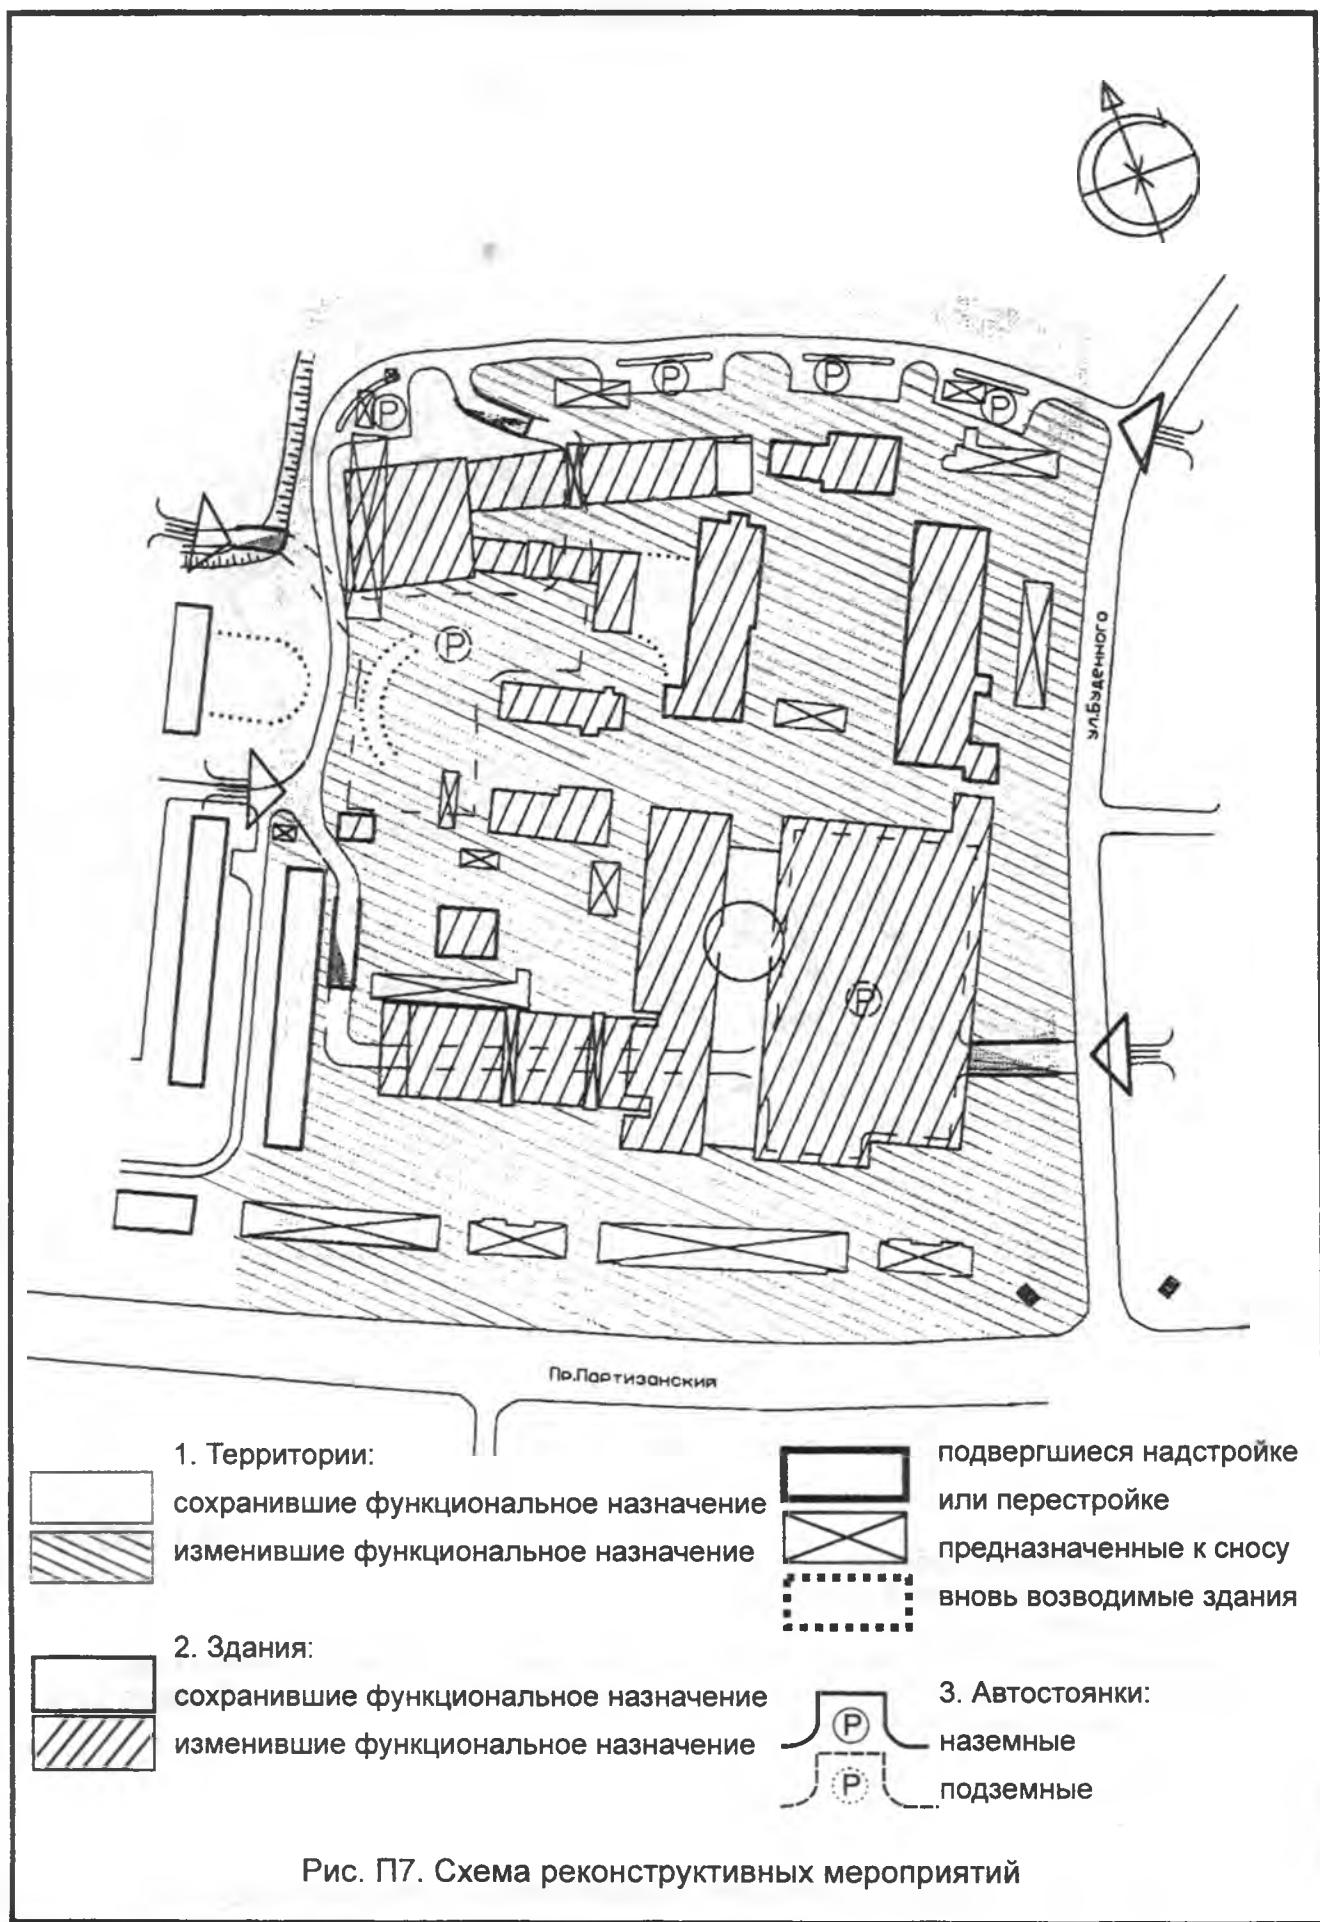 Р
Р
Р
Р
Р
ул.Буденного
Р
Пр.Партизанский
1. Территории:
сохранившие функциональное назначение
изменившие функциональное назначение
2. Здания:
сохранившие функциональное назначение
изменившие функциональное назначение
подвергшиеся надстройке
или перестройке
предназначенные к сносу
вновь возводимые здания
3. Автостоянки:
Р
наземные
Р
подземные
Рис. П7. Схема реконструктивных мероприятий